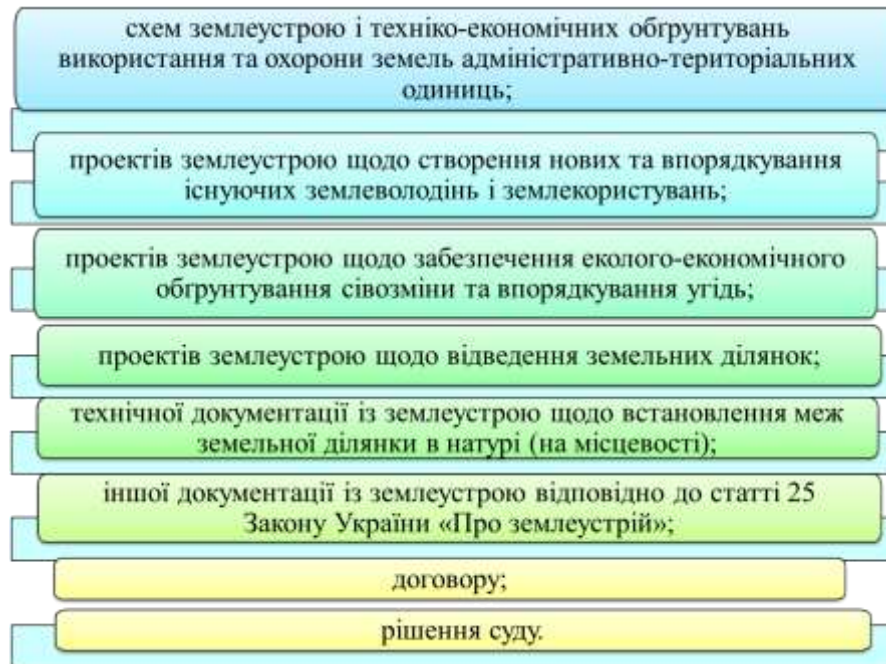 схем землеустрою і техніко-економічних обґрунтувань
використання та охорони земель адміністративно-територіальних
одиниць;
проектів землеустрою щодо створення нових та впорядкування
існуючих землеволодінь і землекористувань;
проектів землеустрою щодо забезпечення еколого-економічного
обґрунтування сівозміни та впорядкування угідь;
проектів землеустрою щодо відведення земельних ділянок;
технічної документації із землеустрою щодо встановлення меж
земельної ділянки в натурі (на місцевості);
іншої документації із землеустрою відповідно до статті 25
Закону України «Про землеустрій»;
договору;
рішення суду.